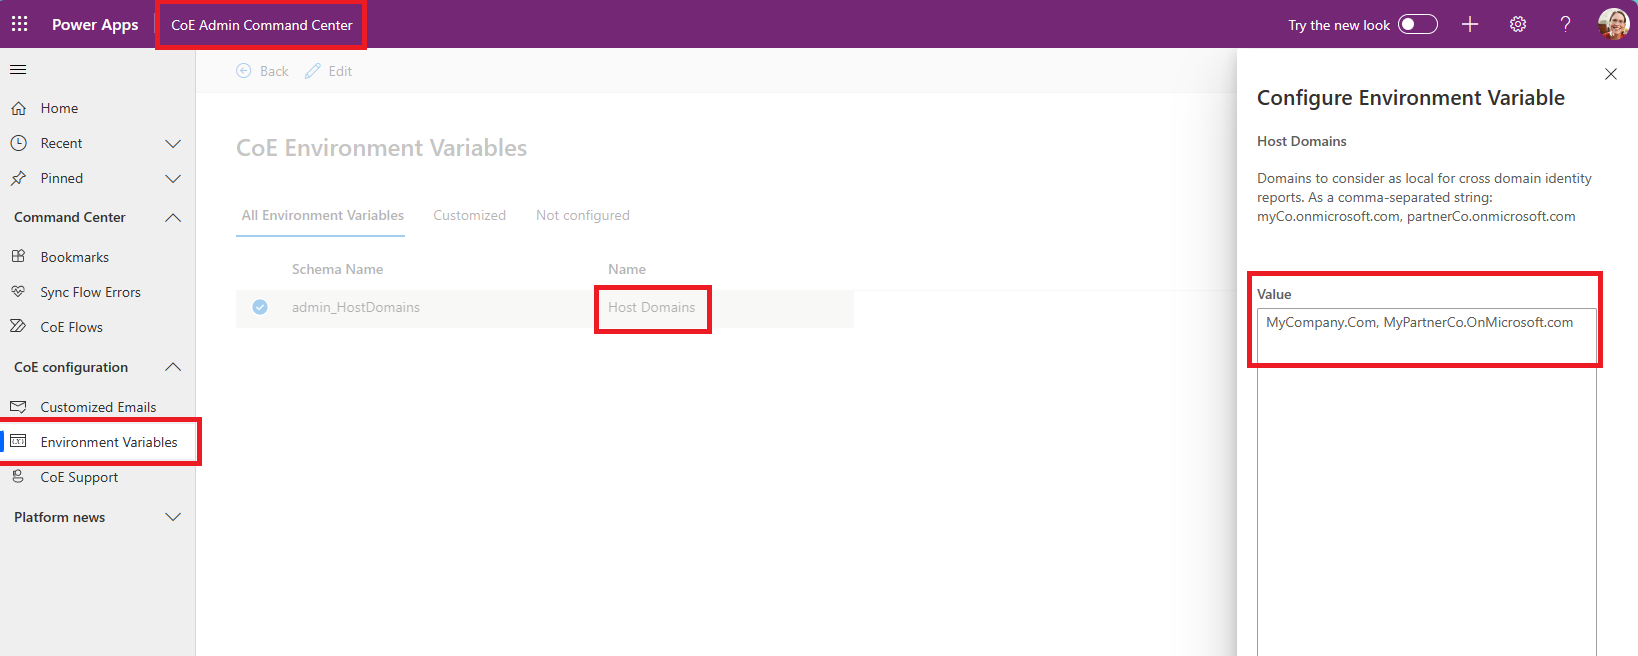 Power Apps
CoE Admin Command Center
Try the new look
Back
Edit
Home
Recent
Pinned
Command Center
Bookmarks
Sync Flow Errors
CoE Flows
CoE configuration
Customized Emails
Environment Variables
CoE Support
Platform news
CoE Environment Variables
All Environment Variables
Customized
Not configured
Schema Name
Name
admin_HostDomains
Host Domains
Configure Environment Variable
Host Domains
Domains to consider as local for cross domain identity
reports. As a comma-separated string:
myCo.onmicrosoft.com, partnerCo.onmicrosoft.com
Value
MyCompany.Com, MyPartnerCo.OnMicrosoft.com